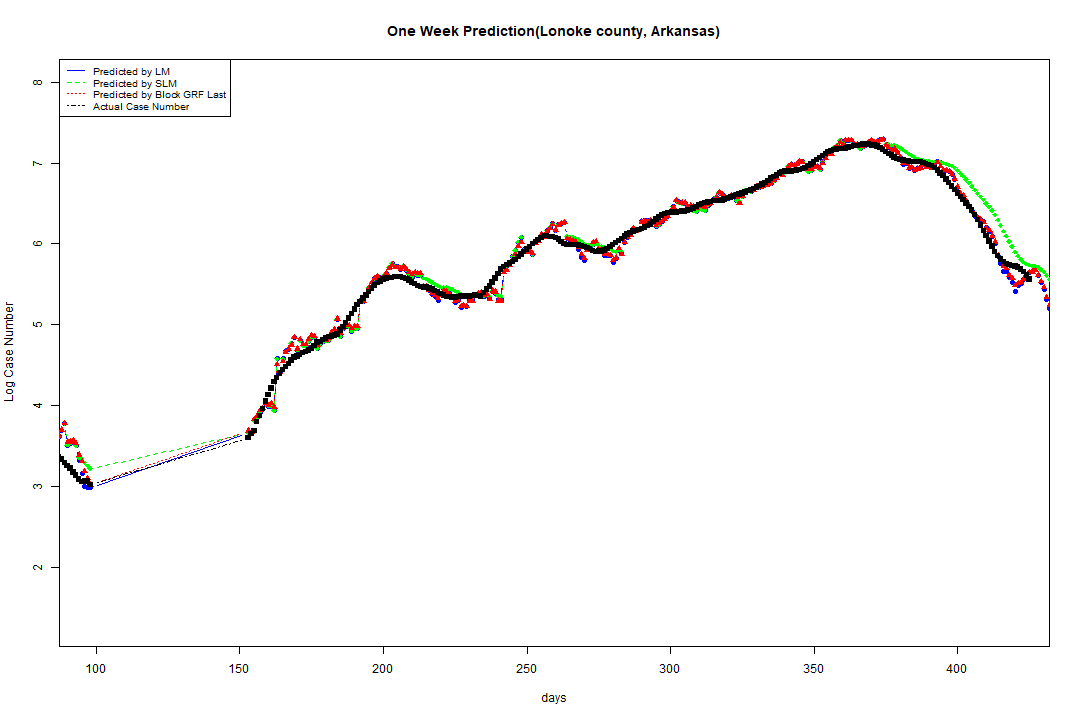 One Week Prediction(Lonoke county, Arkansas)
Predicted by LM
Predicted by SLM
Predicted by Block GRF Last
Actual Case Number
8
7
6
5
4
3
2
Log Case Number
100 150 200 250 300 350 400
days